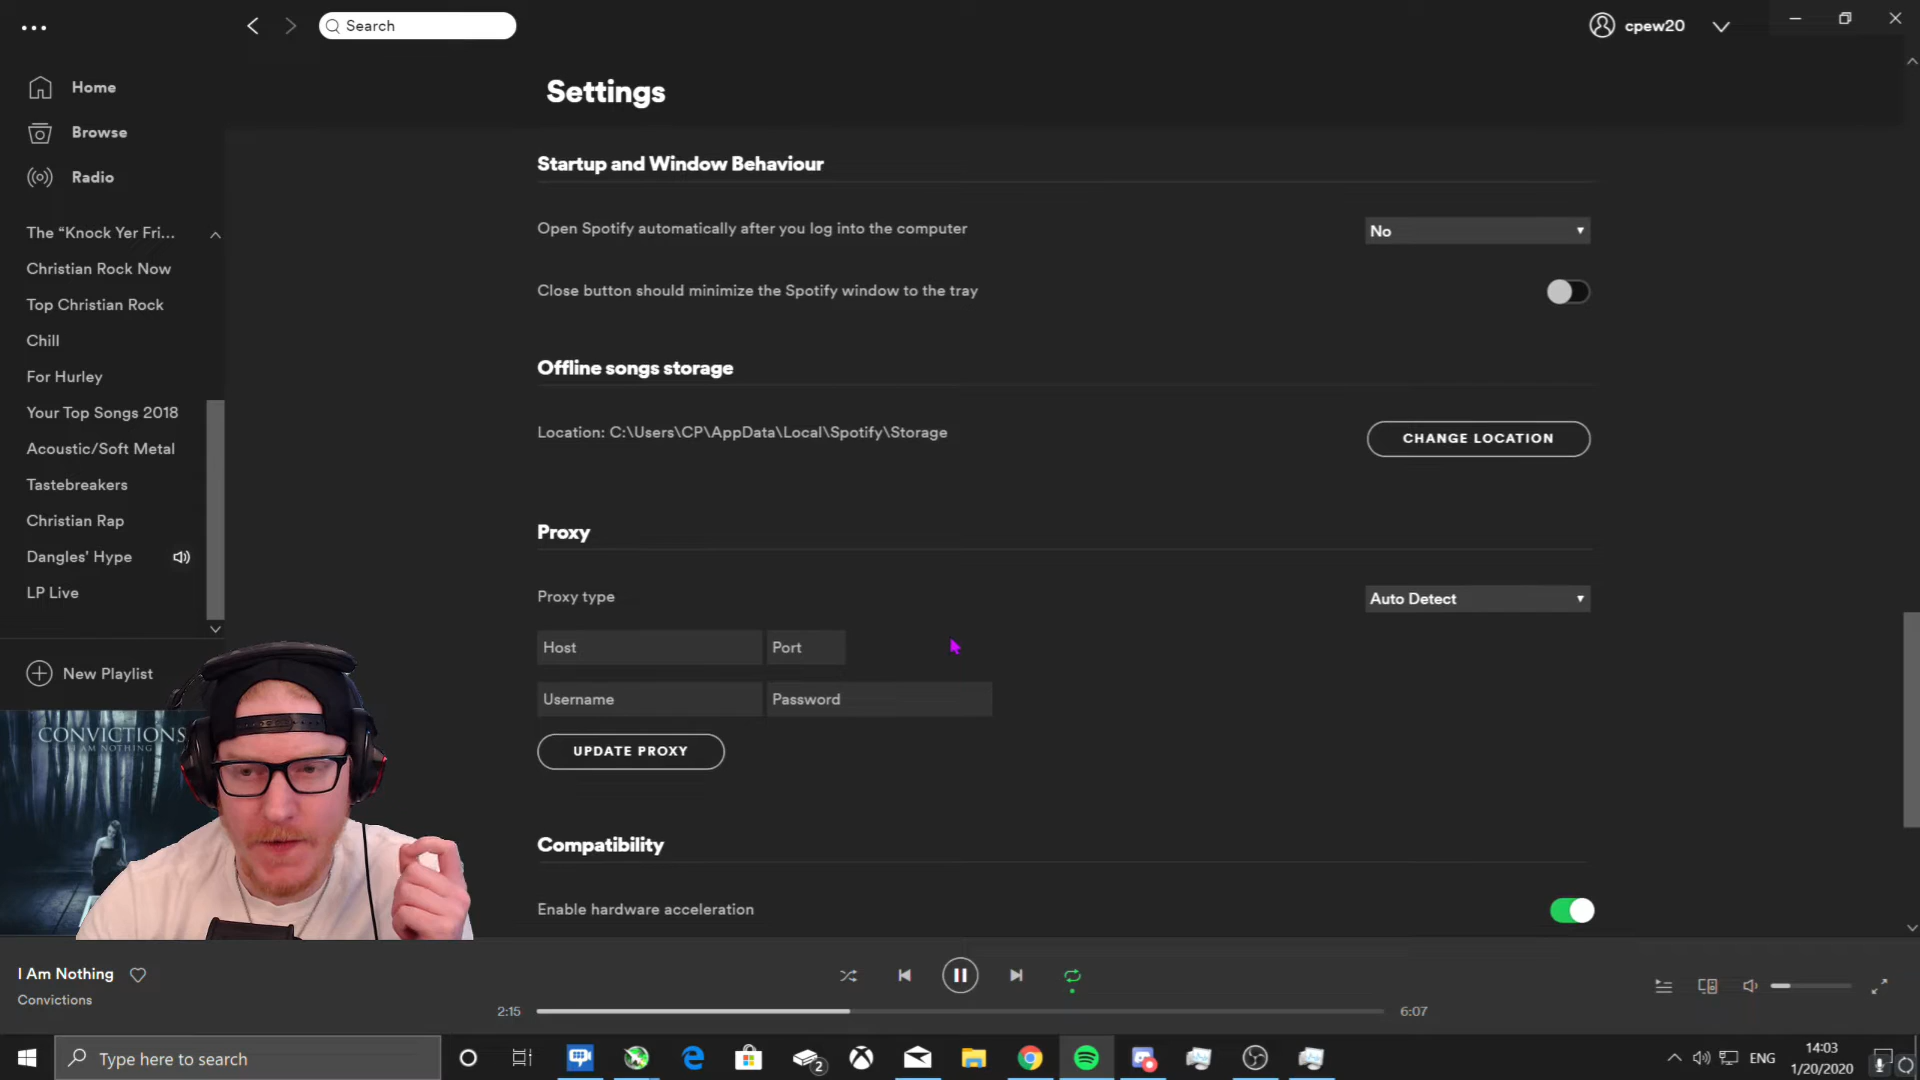 Search
cpew20
Home
Browse
Radio
The “Knock Yer Fri...
Christian Rock Now
Top Christian Rock
Chill
For Hurley
Your Top Songs 2018
Acoustic/Soft Metal
Tastebreakers
Christian Rap
Dangles' Hype
LP Live
New Playlist
Settings
Startup and Window Behaviour
Open Spotify automatically after you log into the computer
No
Close button should minimize the Spotify window to the tray
Offline songs storage
Location: C:\Users\CP\AppData\Local\Spotify\Storage
CHANGE LOCATION
Proxy
Proxy type
Auto Detect
Host
Port
Username
Password
UPDATE PROXY
Compatibility
Enable hardware acceleration
CONVICTIONS
I AM NOTHING
I Am Nothing
Convictions
2:15
6:07
Type here to search
2
ENG
14:03
1/20/2020